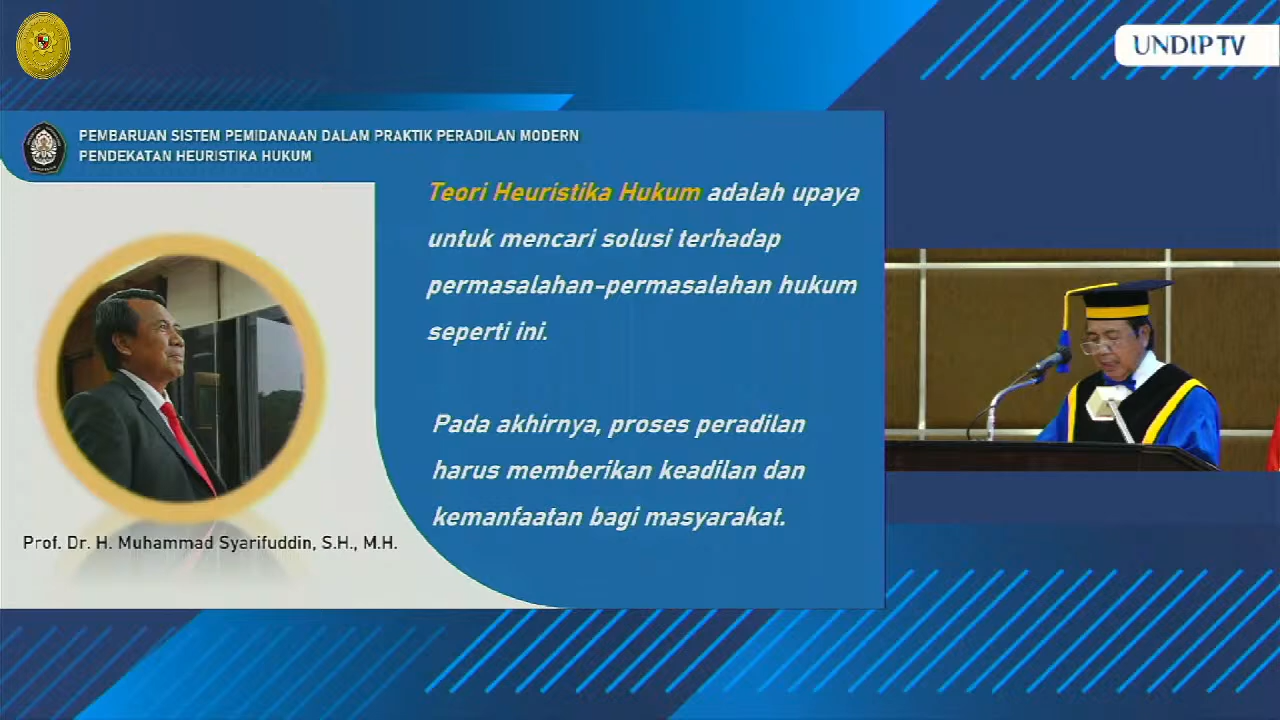 UNDIP TV
PEMBARUAN SISTEM PEMIDANAAN DALAM PRAKTIK PERADILAN MODERN
PENDEKATAN HEURISTIKA HUKUM
Teori Heuristika Hukum adalah upaya
untuk mencari solusi terhadap
permasalahan-permasalahan hukum
seperti ini.
Pada akhirnya, proses peradilan
harus memberikan keadilan dan
kemanfaatan bagi masyarakat.
Prof. Dr. H. Muhammad Syarifuddin, S.H., M.H.